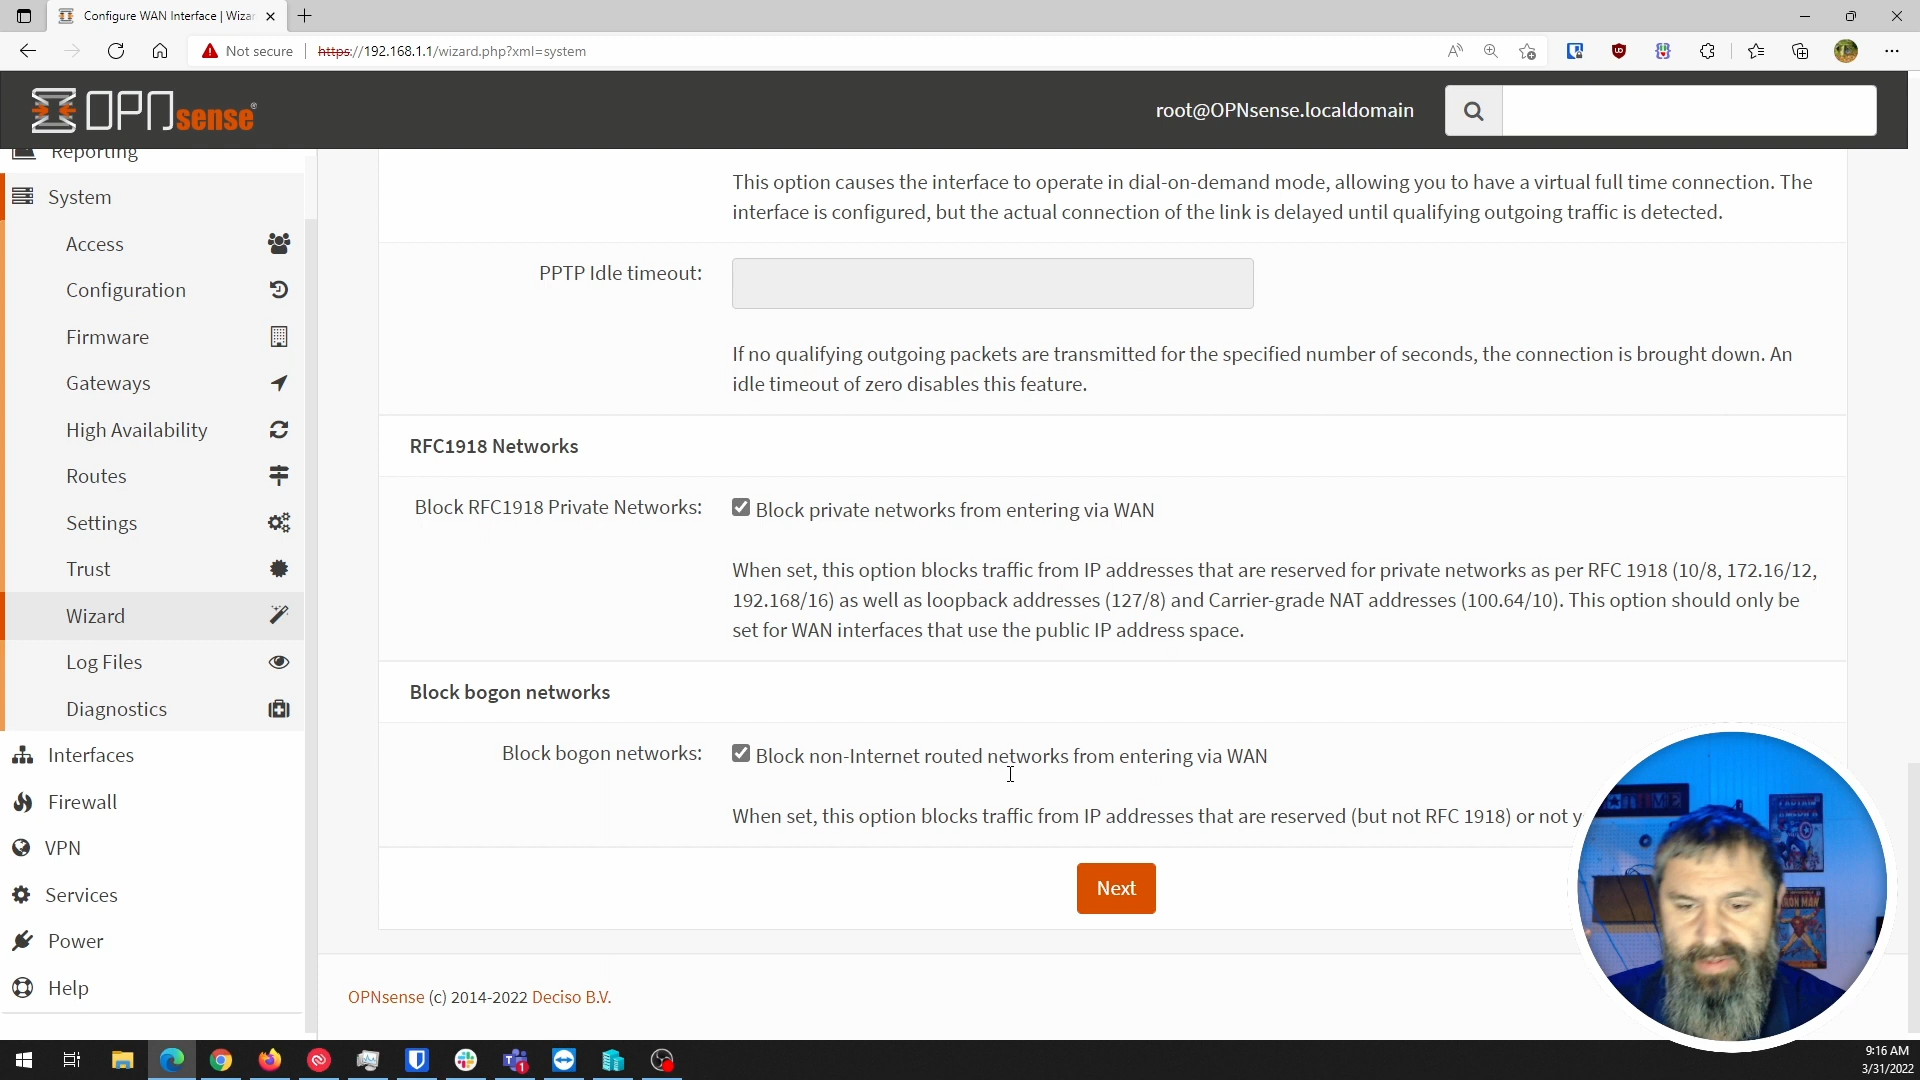 Configure WAN Interface | Wizar
Not secure
https://192.168.1.1/wizard.php?xml=system
OPNsense
root@OPNsense.localdomain
Reporting
System
Access
Configuration
Firmware
Gateways
High Availability
Routes
Settings
Trust
Wizard
Log Files
Diagnostics
Interfaces
Firewall
VPN
Services
Power
Help
This option causes the interface to operate in dial-on-demand mode, allowing you to have a virtual full time connection. The
interface is configured, but the actual connection of the link is delayed until qualifying outgoing traffic is detected.
PPTP Idle timeout:
If no qualifying outgoing packets are transmitted for the specified number of seconds, the connection is brought down. An
idle timeout of zero disables this feature.
RFC1918 Networks
Block RFC1918 Private Networks:
Block private networks from entering via WAN
When set, this option blocks traffic from IP addresses that are reserved for private networks as per RFC 1918 (10/8, 172.16/12,
192.168/16) as well as loopback addresses (127/8) and Carrier-grade NAT addresses (100.64/10). This option should only be
set for WAN interfaces that use the public IP address space.
Block bogon networks
Block bogon networks:
Block non-Internet routed networks from entering via WAN
When set, this option blocks traffic from IP addresses that are reserved (but not RFC 1918) or not y
Next
OPNsense (c) 2014-2022 Deciso B.V.
9:16 AM
3/31/2022